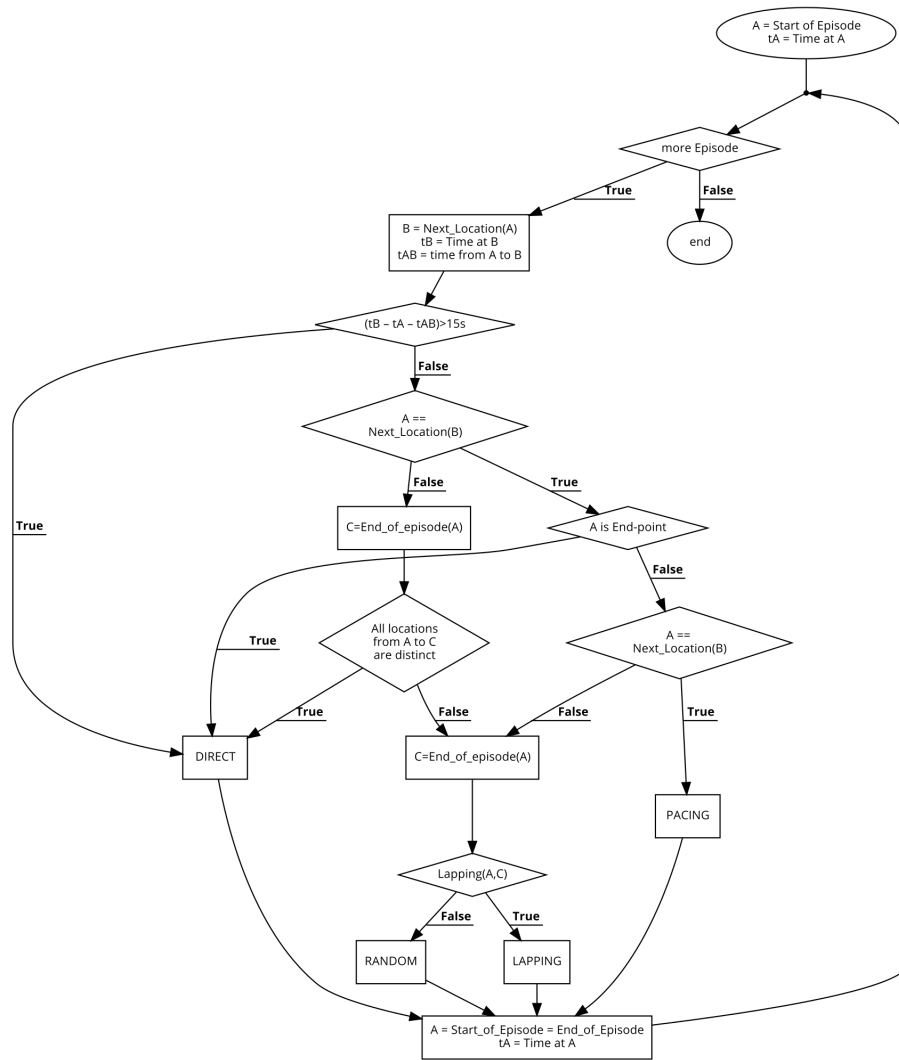 A = Start of Episode
tA = Time at A
more Episode
True
False
B = Next_Location(A)
tB = Time at B
tAB = time from A to B
end
(tB – tA – tAB)>15s
False
A ==
Next_Location(B)
False
True
True
C=End_of_episode(A)
A is End-point
False
All locations
from A to C
are distinct
True
A ==
Next_Location(B)
True
False
False
True
DIRECT
C=End_of_episode(A)
PACING
Lapping(A,C)
False
True
RANDOM
LAPPING
A = Start_of_Episode = End_of_Episode
tA = Time at A